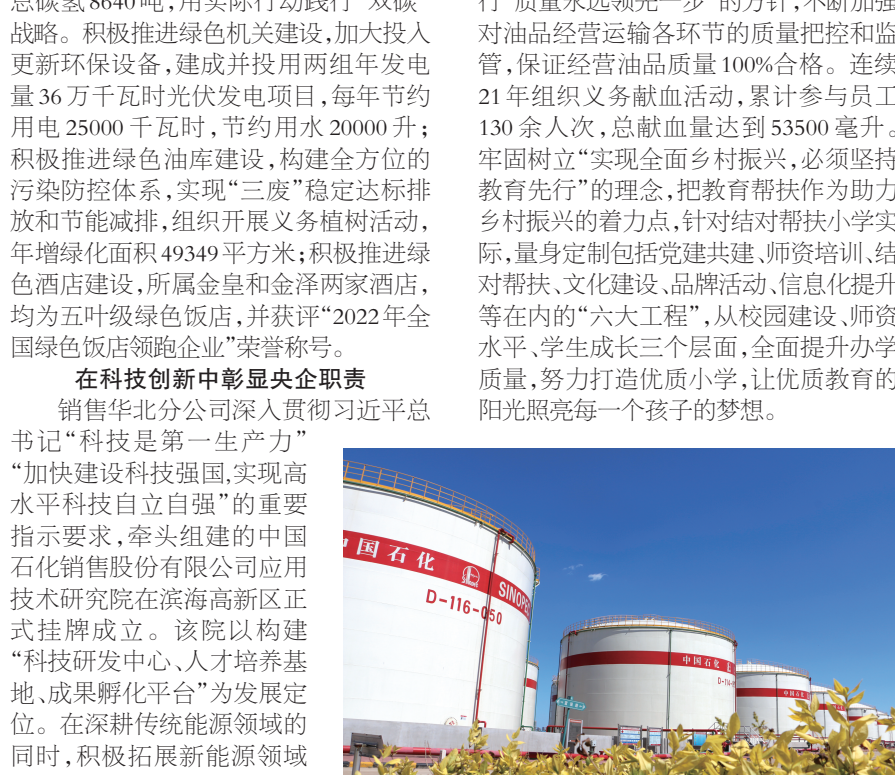 总碳氢8640吨,用实际行动践行“双碳”
战略。积极推进绿色机关建设,加大投入
更新环保设备,建成并投用两组年发电
量36万千瓦时光伏发电项目,每年节约
用电25000千瓦时,节约用水20000升;
积极推进绿色油库建设,构建全方位的
污染防控体系,实现“三废”稳定达标排
放和节能减排,组织开展义务植树活动,
年增绿化面积49349平方米;积极推进绿
色酒店建设,所属金皇和金泽两家酒店,
均为五叶级绿色饭店,并获评“2022年全
国绿色饭店领跑企业”荣誉称号。
在科技创新中彰显央企职责
销售华北分公司深入贯彻习近平总
书记“科技是第一生产力”
“加快建设科技强国,实现高
水平科技自立自强”的重要
指示要求,牵头组建的中国
石化销售股份有限公司应用
技术研究院在滨海高新区正
式挂牌成立。该院以构建
“科技研发中心、人才培养基
地、成果孵化平台”为发展定
位。在深耕传统能源领域的
同时,积极拓展新能源领域
行“质量永远领先一步”的方针,不断加强
对油品经营运输各环节的质量把控和监
管,保证经营油品质量100%合格。连续
21年组织义务献血活动,累计参与员工
130余人次,总献血量达到53500毫升。
牢固树立“实现全面乡村振兴,必须坚持
教育先行”的理念,把教育帮扶作为助力
乡村振兴的着力点,针对结对帮扶小学实
际,量身定制包括党建共建、师资培训、结
对帮扶、文化建设、品牌活动、信息化提升
等在内的“六大工程”,从校园建设、师资
水平、学生成长三个层面,全面提升办学
质量,努力打造优质小学,让优质教育的
阳光照亮每一个孩子的梦想。
中国石化
SINOPEC
D-116-050
中国石化
中国石化